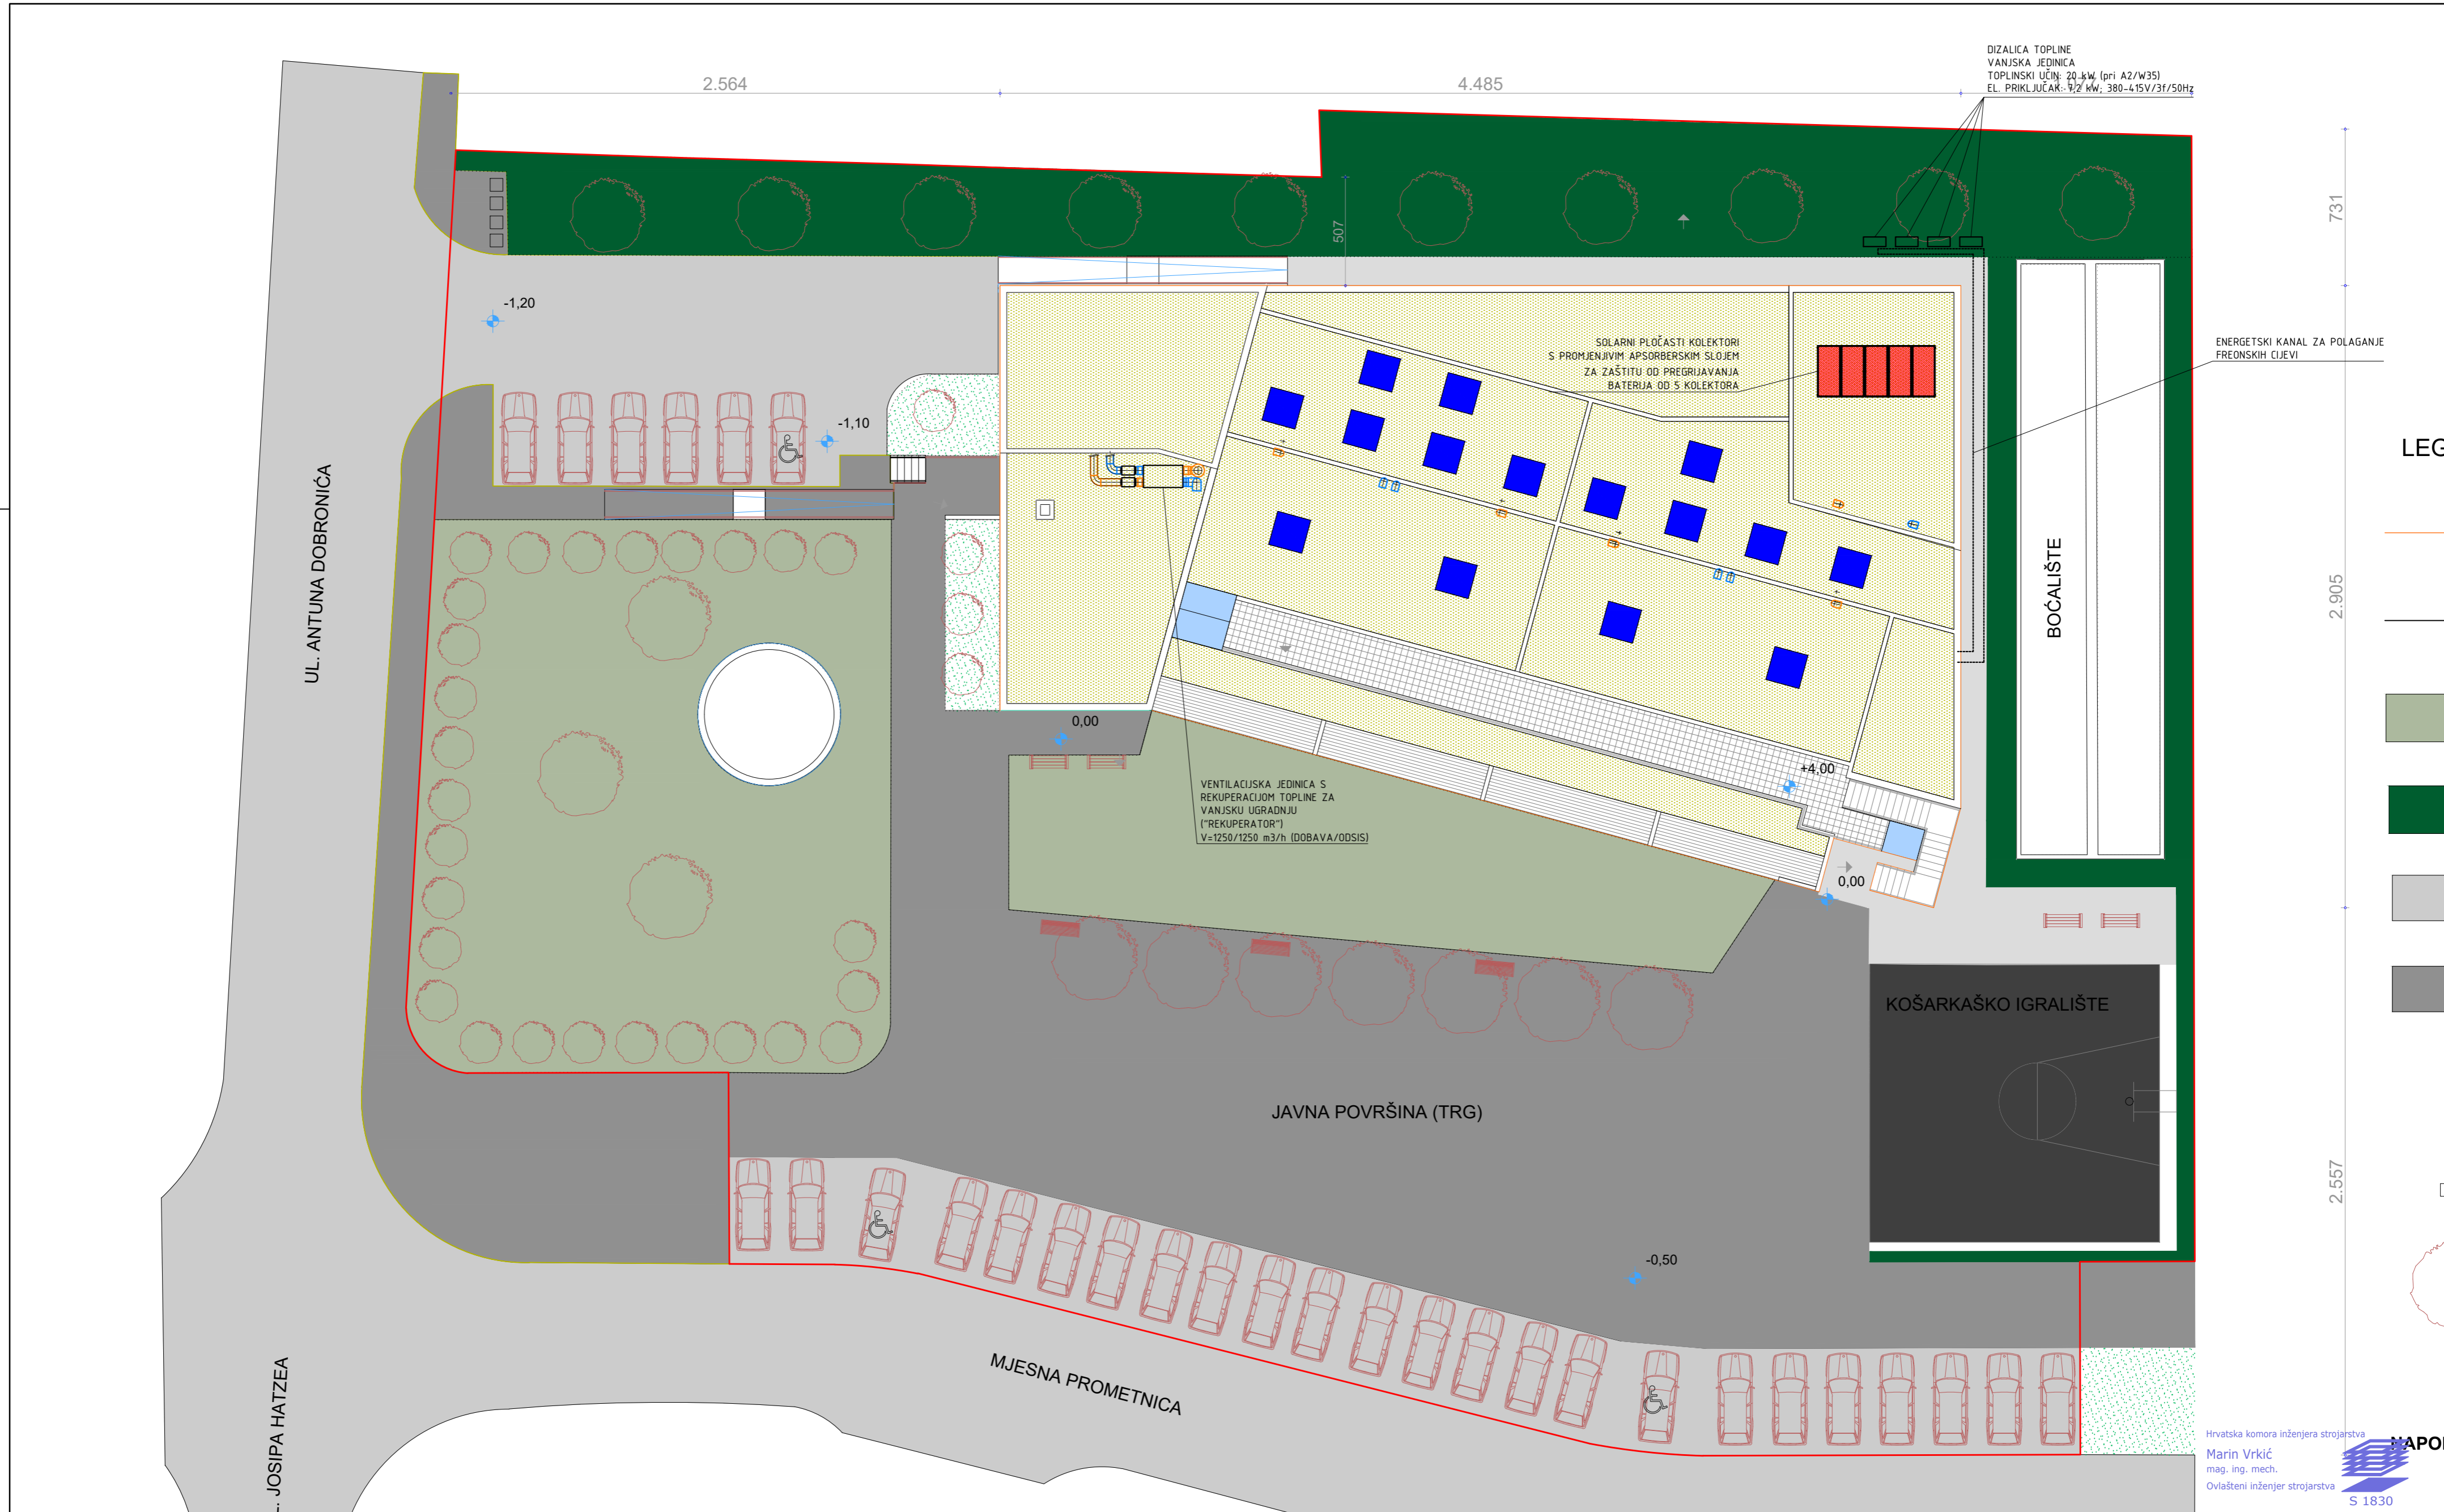 DIZALICA TOPLINE
VANJSKA JEDINICA
TOPLINSKI UČIN: 20 kW (pri A2/W35)
EL. PRIKLJUČAK: 7,2 kW; 380-415V/3f/50Hz
2.564
4.485
731
507
-1,20
SOLARNI PLOČASTI KOLEKTORI
S PROMJENJIVIM APSORBERSKIM SLOJEM
ZA ZAŠTITU OD PREGRIJAVANJA
BATERIJA OD 5 KOLEKTORA
ENERGETSKI KANAL ZA POLAGANJE
FREONSKIH CIJEVI
-1,10
LEG
UL. ANTUNA DOBRONIĆA
BOĆALIŠTE
2.905
0,00
+4,00
VENTILACIJSKA JEDINICA S
REKUPERACIJOM TOPLINE ZA
VANJSKU UGRADNJU
("REKUPERATOR")
V=1250/1250 m3/h (DOBAVA/ODSIS)
0,00
KOŠARKAŠKO IGRALIŠTE
JAVNA POVRŠINA (TRG)
2.557
-0,50
MJESNA PROMETNICA
JOSIPA HATZEA
Hrvatska komora inženjera strojarstva
Marin Vrkić
mag. ing. mech.
Ovlašteni inženjer strojarstva
S 1830
NAPO